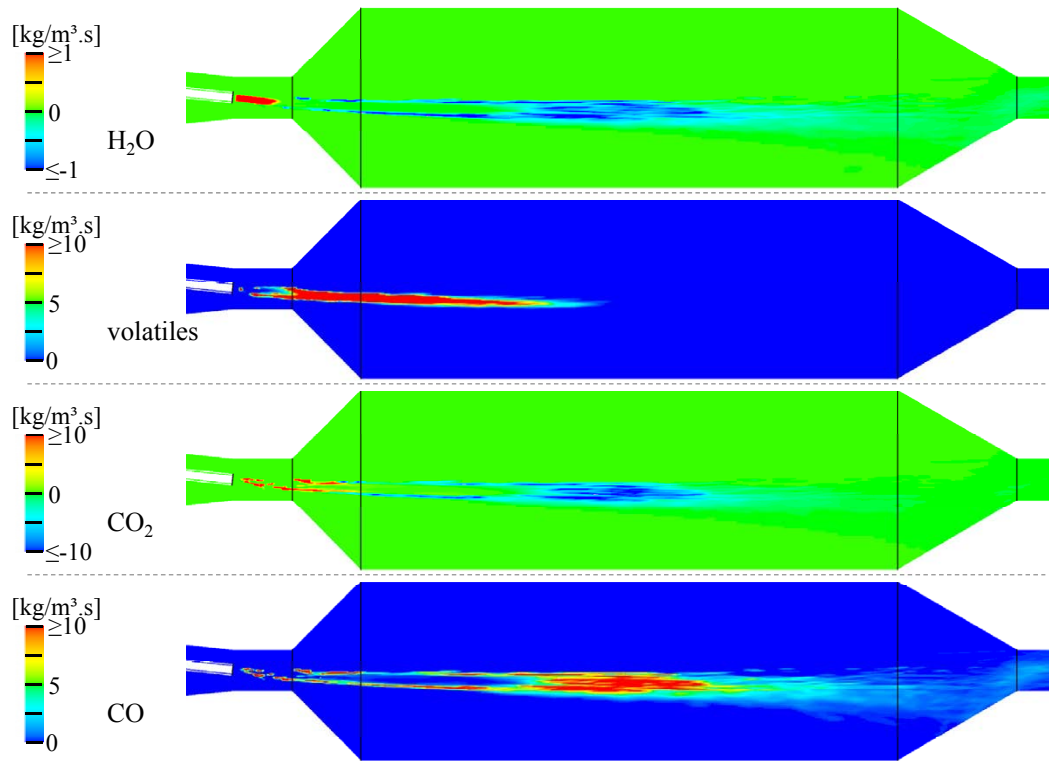 [kg/m³.s]
≥1
0
≤-1
H₂O
[kg/m³.s]
≥10
5
0
volatiles
[kg/m³.s]
≥10
0
≤-10
CO₂
[kg/m³.s]
≥10
5
0
CO